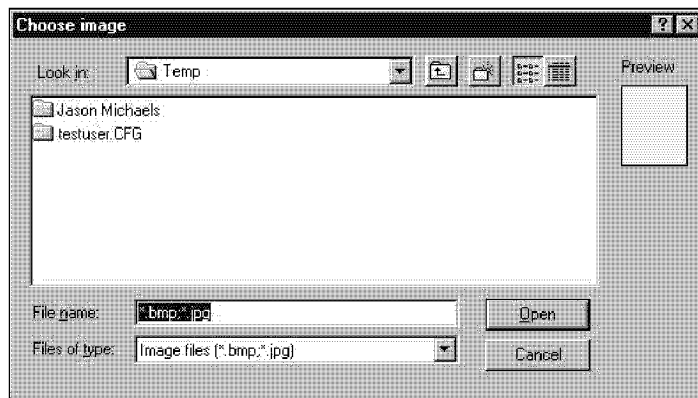 Choose image
Look in: Temp
Preview
Jason Michaels
testuser.CFG
File name: *.bmp;*.jpg
Open
Files of type: Image files (*.bmp;*.jpg)
Cancel